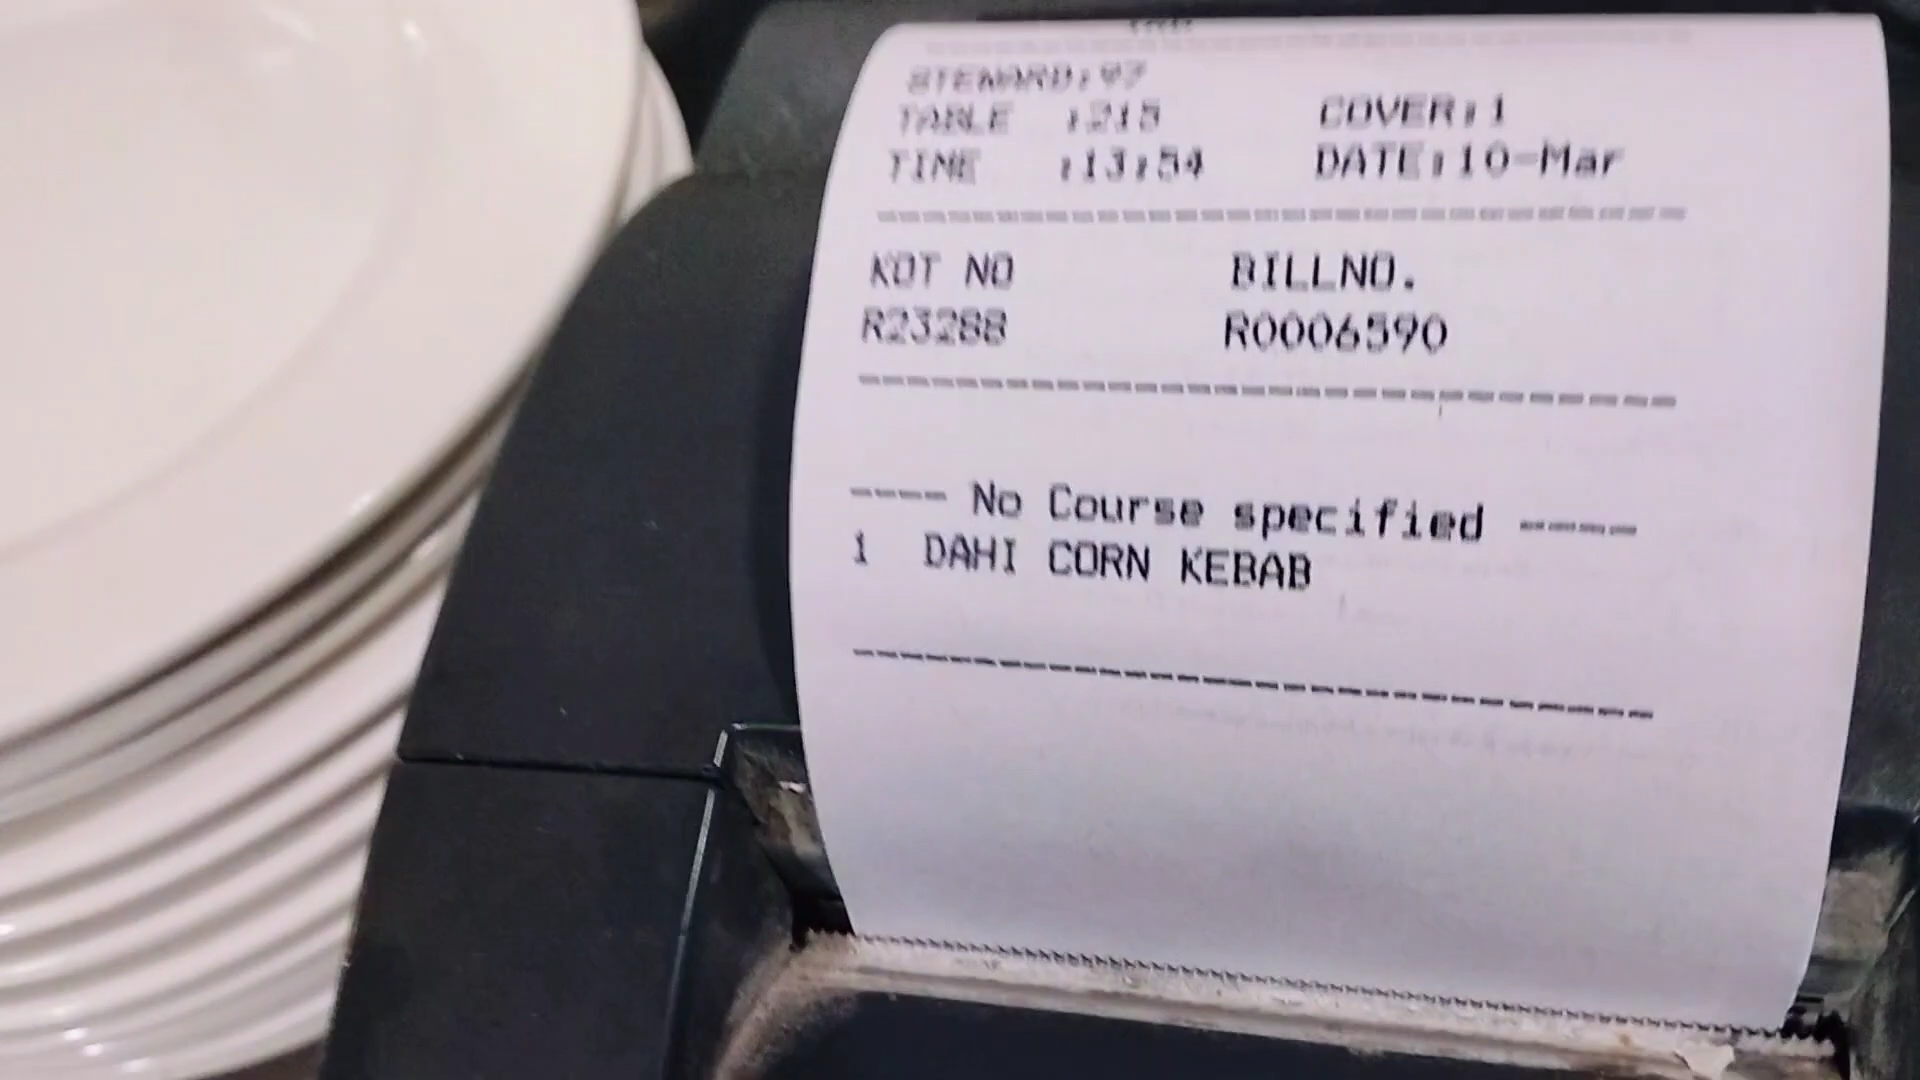 STEWARD:97
TABLE :215 COVER:1
TIME :13:54 DATE:10-Mar
KOT NO BILLNO.
R23288 R0006590
---- No Course specified -----
1 DAHI CORN KEBAB